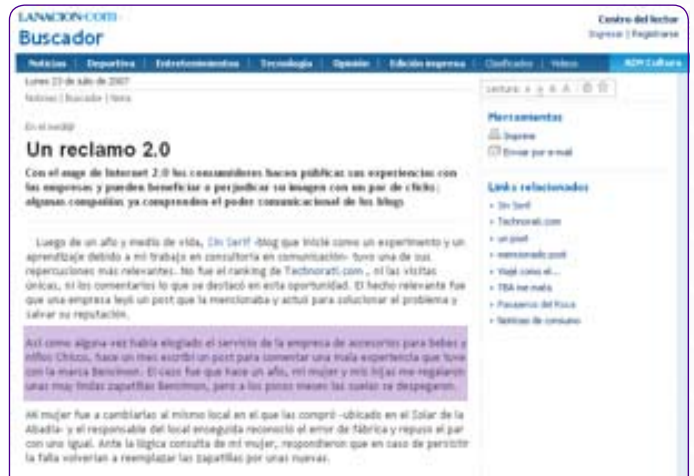 LANACION·COM
Centro del lector
Buscador
Ingresar | Registrarse
Noticias | Deportiva | Entretenimientos | Tecnología | Opinión | Edición impresa | Clasificados | Videos
ADN Cultura
Lunes 23 de julio de 2007
Noticias | Buscador | Nota
Lectura: A A A A
En el
Un reclamo 2.0
Con el auge de Internet 2.0 los consumidores hacen públicas sus experiencias con
las empresas y pueden beneficiar o perjudicar su imagen con un par de clicks;
algunas compañías ya comprenden el poder comunicacional de los blogs
Herramientas
Imprimir
Enviar por e-mail
Links relacionados
Sin Serif
Technorati.com
un post
mencionado post
Viajé como el...
TBA me mata
Pasajeros del Roca
Noticias de consumo
Luego de un año y medio de vida, Sin Serif -blog que inicié como un experimento y un
aprendizaje debido a mi trabajo en consultoría en comunicación- tuvo una de sus
repercusiones más relevantes. No fue el ranking de Technorati.com , ni las visitas
únicas, ni los comentarios lo que se destacó en esta oportunidad. El hecho relevante fue
que una empresa leyó un post que la mencionaba y actuó para solucionar el problema y
salvar su reputación.
Así como alguna vez había elogiado el servicio de la empresa de accesorios para bebés y
niños Chicco, hace un mes escribí un post para comentar una mala experiencia que tuve
con la marca Bensimon. El caso fue que hace un año, mi mujer y mis hijas me regalaron
unas muy lindas zapatillas Bensimon, pero a los pocos meses las suelas se despegaron.
Mi mujer fue a cambiarlas al mismo local en el que las compró -ubicado en el Solar de la
Abadía- y el responsable del local enseguida reconoció el error de fábrica y repuso el par
con uno igual. Ante la lógica consulta de mi mujer, respondieron que en caso de persistir
la falla volverían a reemplazar las zapatillas por unas nuevas.